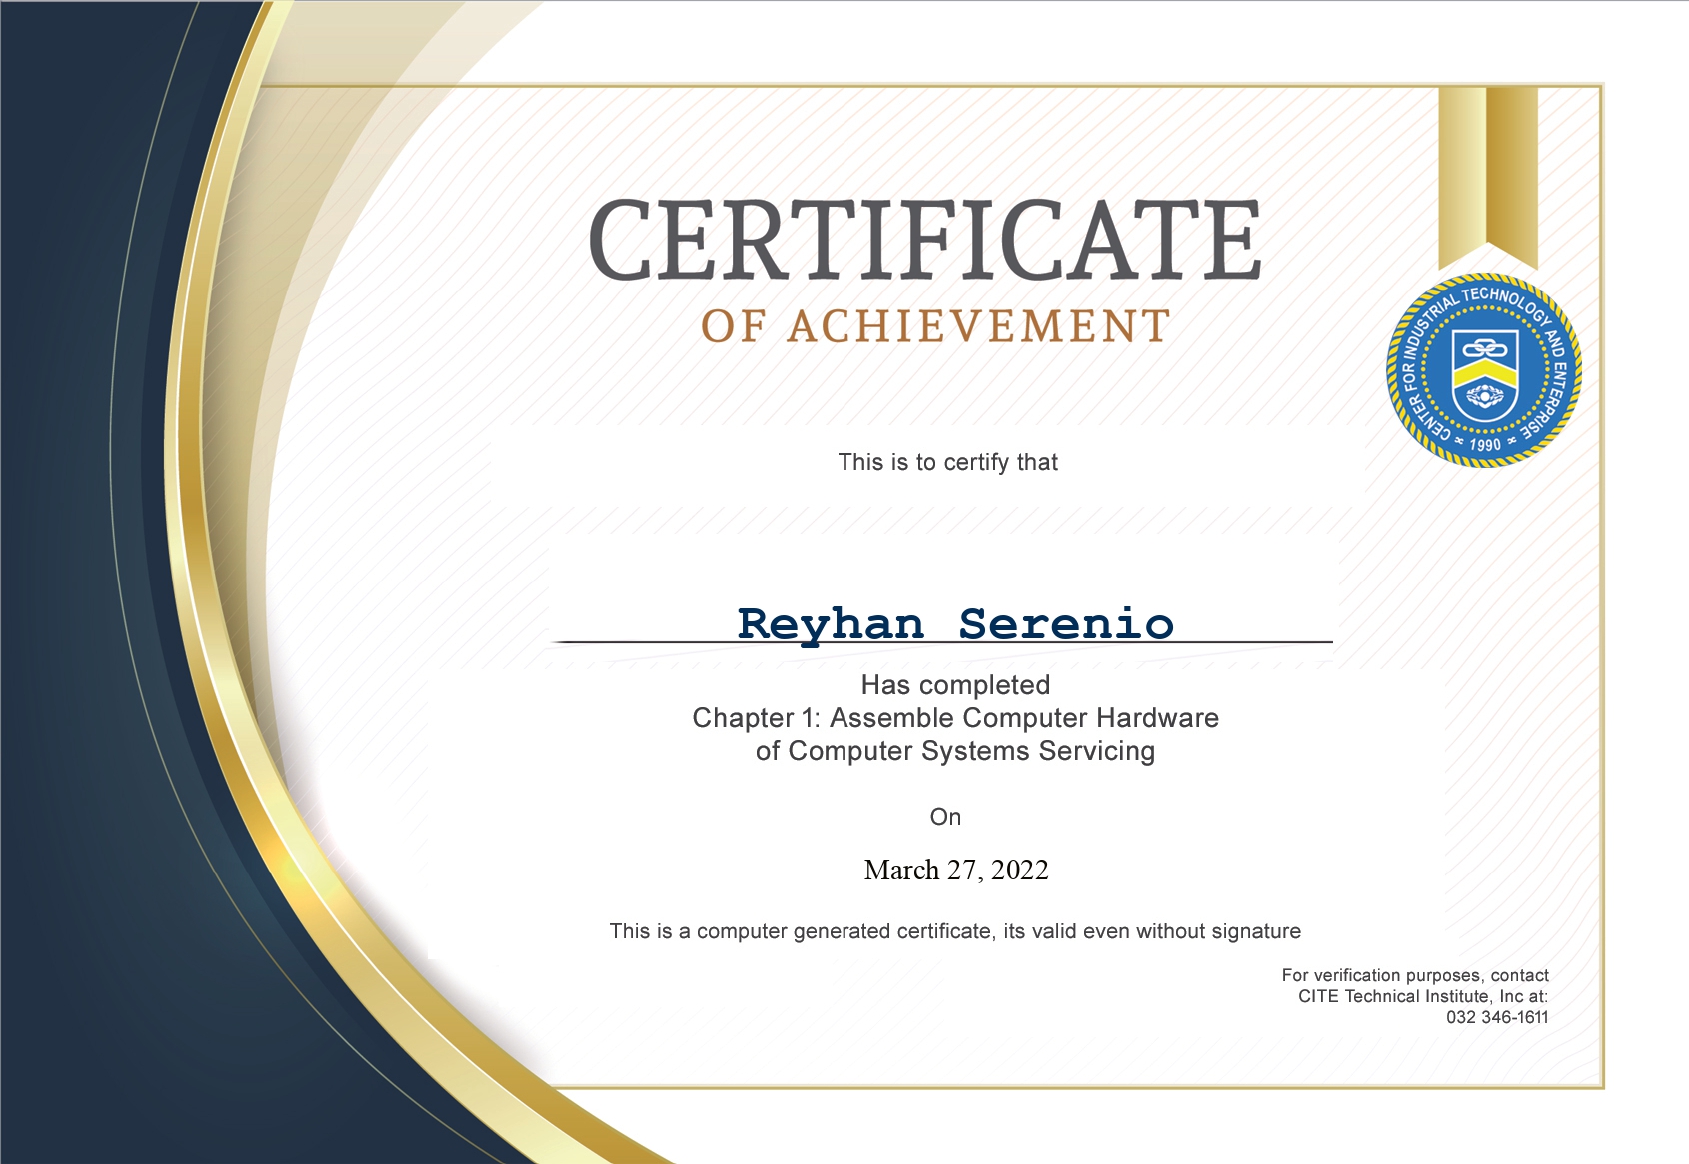 CERTIFICATE
OF ACHIEVEMENT
CENTER FOR INDUSTRIAL TECHNOLOGY AND ENTERPRISE
1990
This is to certify that
Reyhan Serenio
Has completed
Chapter 1: Assemble Computer Hardware
of Computer Systems Servicing
On
March 27, 2022
This is a computer generated certificate, its valid even without signature
For verification purposes, contact
CITE Technical Institute, Inc at:
032 346-1611